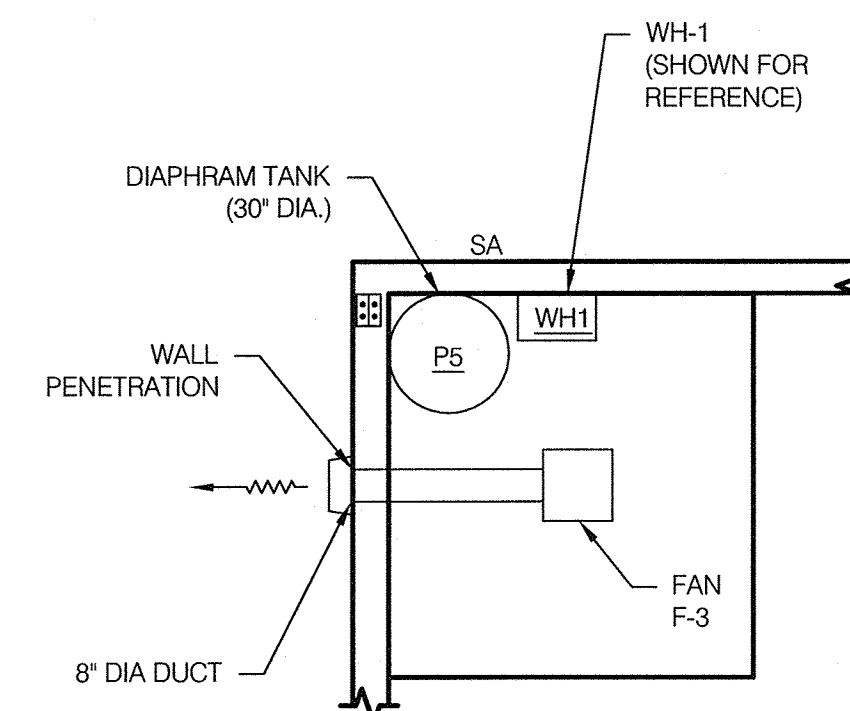 WH-1
(SHOWN FOR
REFERENCE)
DIAPHRAM TANK
(30" DIA.)
SA
WH1
P5
WALL
PENETRATION
FAN
F-3
8" DIA DUCT